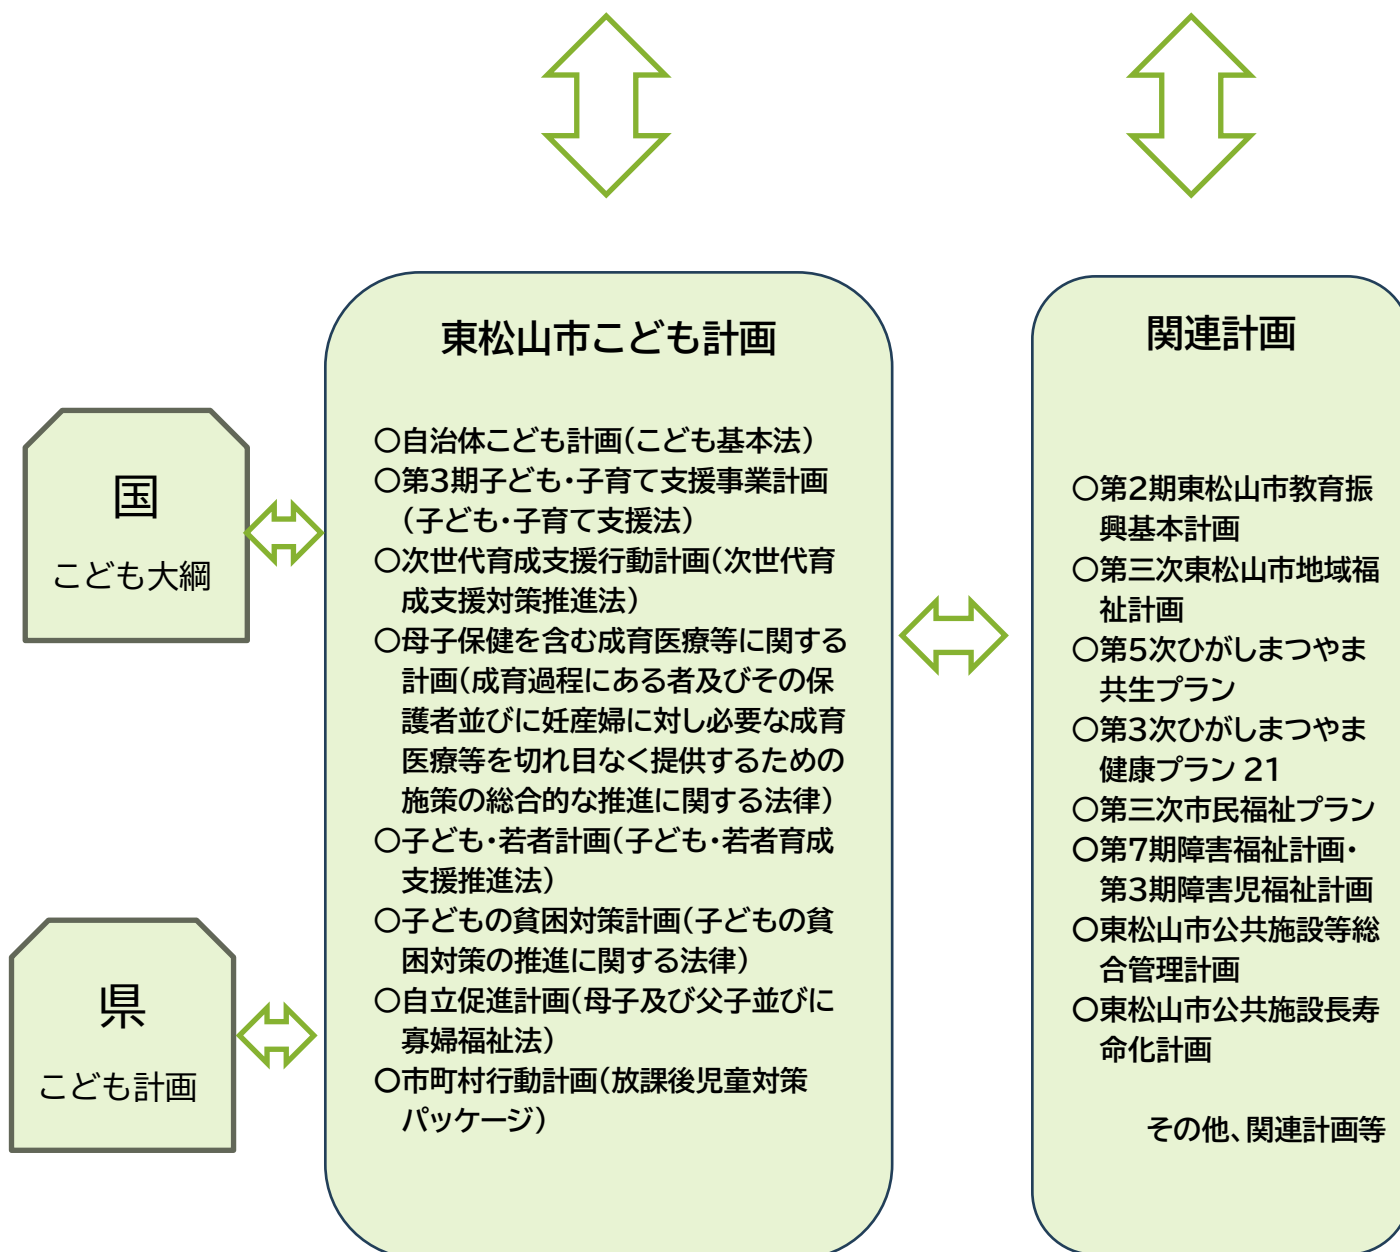 東松山市こども計画
○自治体こども計画(こども基本法)
○第3期子ども・子育て支援事業計画
(子ども・子育て支援法)
○次世代育成支援行動計画(次世代育
成支援対策推進法)
○母子保健を含む成育医療等に関する
計画(成育過程にある者及びその保
護者並びに妊産婦に対し必要な成育
医療等を切れ目なく提供するための
施策の総合的な推進に関する法律)
○子ども・若者計画(子ども・若者育成
支援推進法)
○子どもの貧困対策計画(子どもの貧
困対策の推進に関する法律)
○自立促進計画(母子及び父子並びに
寡婦福祉法)
○市町村行動計画(放課後児童対策
パッケージ)
国
こども大綱
県
こども計画
関連計画
○第2期東松山市教育振
興基本計画
○第三次東松山市地域福
祉計画
○第5次ひがしまつやま
共生プラン
○第3次ひがしまつやま
健康プラン 21
○第三次市民福祉プラン
○第7期障害福祉計画・
第3期障害児福祉計画
○東松山市公共施設等総
合管理計画
○東松山市公共施設長寿
命化計画
その他、関連計画等